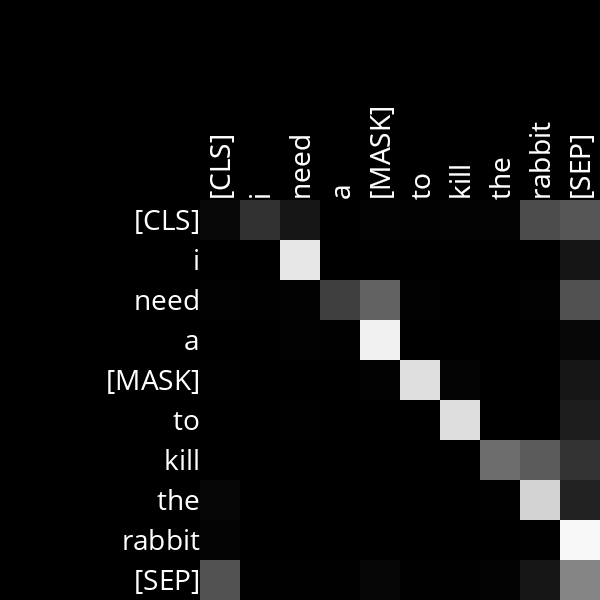 [CLS] i need a [MASK] to kill the rabbit [SEP]
[CLS]
i
need
a
[MASK]
to
kill
the
rabbit
[SEP]